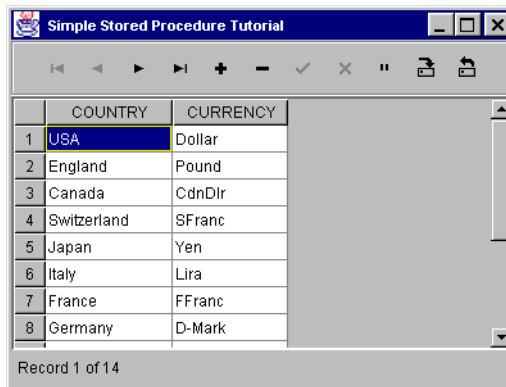 Simple Stored Procedure Tutorial
COUNTRY CURRENCY
1 USA Dollar
2 England Pound
3 Canada CdnDlr
4 Switzerland SFranc
5 Japan Yen
6 Italy Lira
7 France FFranc
8 Germany D-Mark
Record 1 of 14